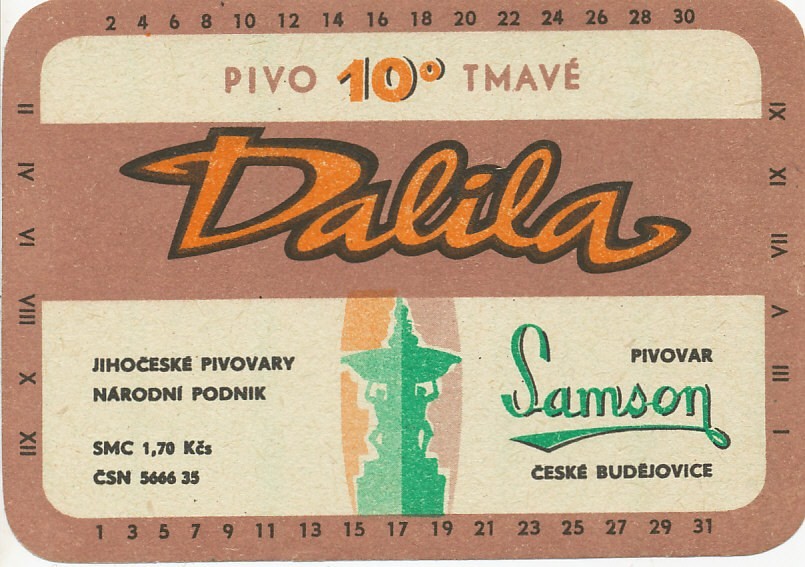 2 4 6 8 10 12 14 16 18 20 22 24 26 28 30
PIVO 10° TMAVÉ
Dalila
II
IV
VI
VIII
X
XII
XI
IX
VII
V
III
I
JIHOČESKÉ PIVOVARY
NÁRODNÍ PODNIK
SMC 1,70 Kčs
ČSN 5666 35
PIVOVAR
Samson
ČESKÉ BUDĚJOVICE
1 3 5 7 9 11 13 15 17 19 21 23 25 27 29 31